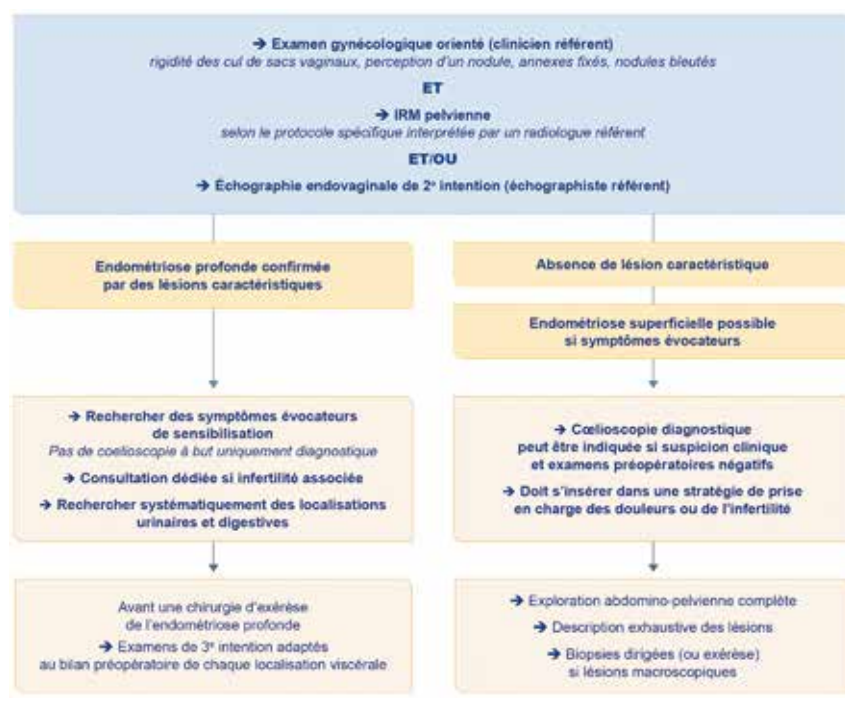 → Examen gynécologique orienté (clinicien référent)
rigidité des cul de sacs vaginaux, perception d'un nodule, annexes fixés, nodules bleutés
ET
→ IRM pelvienne
selon le protocole spécifique interprétée par un radiologue référent
ET/OU
→ Échographie endovaginale de 2e intention (échographiste référent)
Endométriose profonde confirmée
par des lésions caractéristiques
Absence de lésion caractéristique
Endométriose superficielle possible
si symptômes évocateurs
→ Rechercher des symptômes évocateurs
de sensibilisation
Pas de coelioscopie à but uniquement diagnostique
→ Consultation dédiée si infertilité associée
→ Rechercher systématiquement des localisations
urinaires et digestives
→ Cœlioscopie diagnostique
peut être indiquée si suspicion clinique
et examens préopératoires négatifs
→ Doit s'insérer dans une stratégie de prise
en charge des douleurs ou de l'infertilité
Avant une chirurgie d'exérèse
de l'endométriose profonde
→ Examens de 3e intention adaptés
au bilan préopératoire de chaque localisation viscérale
→ Exploration abdomino-pelvienne complète
→ Description exhaustive des lésions
→ Biopsies dirigées (ou exérèse)
si lésions macroscopiques